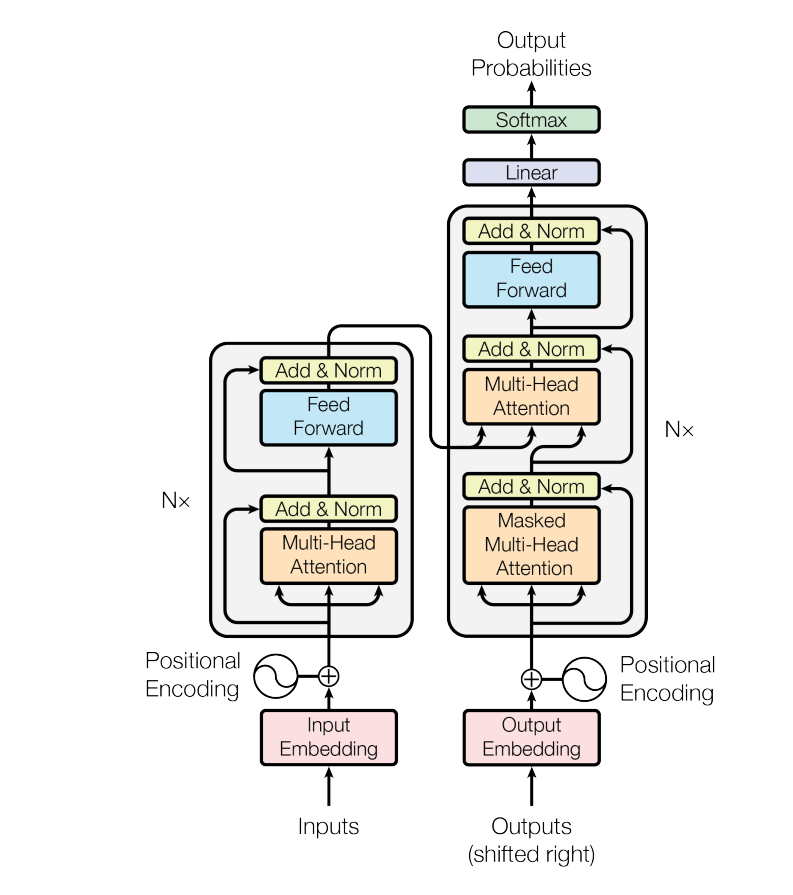 Output
Probabilities
Softmax
Linear
Add & Norm
Feed
Forward
Add & Norm
Multi-Head
Attention
Add & Norm
Masked
Multi-Head
Attention
Nx
Positional
Encoding
Output
Embedding
Outputs
(shifted right)
Add & Norm
Feed
Forward
Add & Norm
Multi-Head
Attention
Nx
Positional
Encoding
Input
Embedding
Inputs